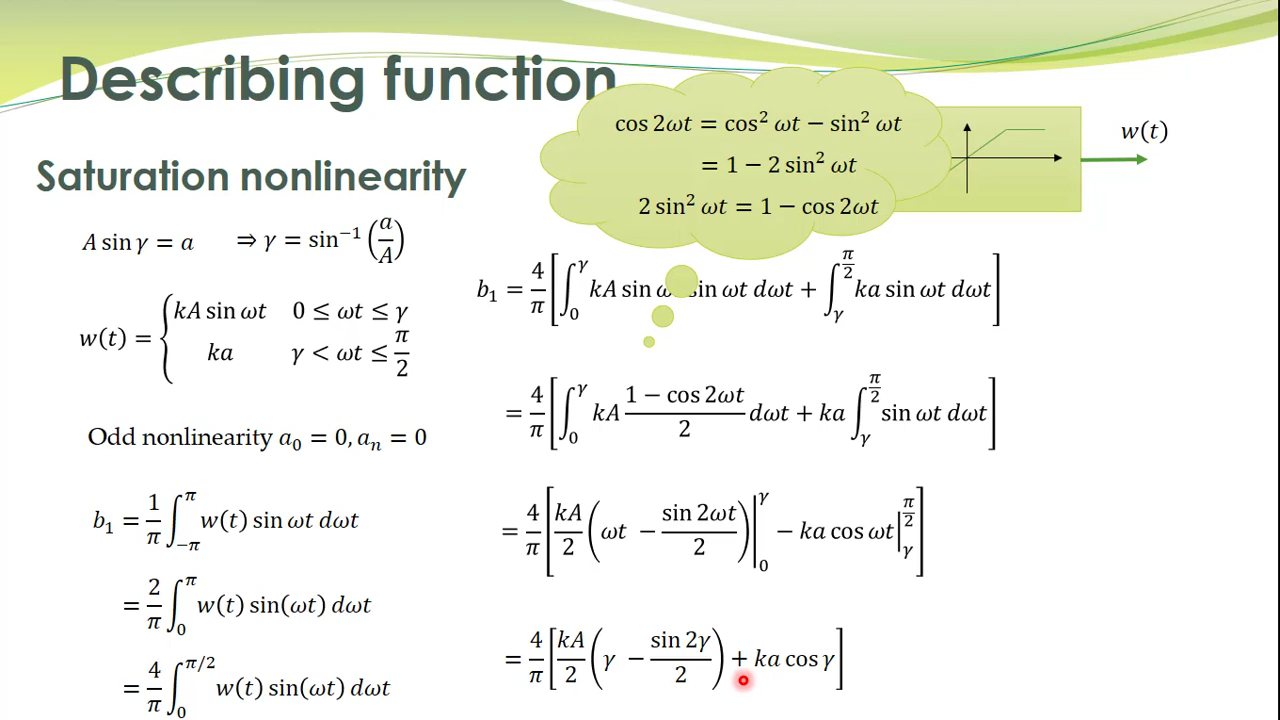 Describing function
cos 2ωt = cos² ωt − sin² ωt
= 1 − 2 sin² ωt
2 sin² ωt = 1 − cos 2ωt
w(t)
Saturation nonlinearity
A sin γ = a ⇒ γ = sin⁻¹ (a/A)
w(t) = { kA sin ωt 0 ≤ ωt ≤ γ
ka γ < ωt ≤ π/2
Odd nonlinearity a₀ = 0, aₙ = 0
b₁ = 1/π ∫_{−π}^{π} w(t) sin ωt dωt
= 2/π ∫_0^π w(t) sin(ωt) dωt
= 4/π ∫_0^{π/2} w(t) sin(ωt) dωt
b₁ = 4/π [∫_0^γ kA sin ω sin ωt dωt + ∫_γ^{π/2} ka sin ωt dωt]
= 4/π [∫_0^γ kA (1 − cos 2ωt)/2 dωt + ka ∫_γ^{π/2} sin ωt dωt]
= 4/π [kA/2 (ωt − sin 2ωt/2)|_0^γ − ka cos ωt|_γ^{π/2}]
= 4/π [kA/2 (γ − sin 2γ/2) + ka cos γ]